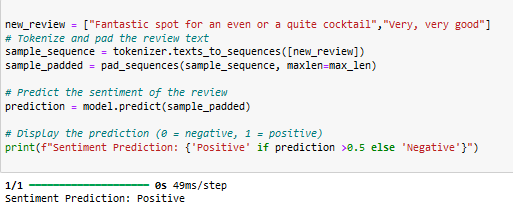 new_review = ["Fantastic spot for an even or a quite cocktail","Very, very good"]
# Tokenize and pad the review text
sample_sequence = tokenizer.texts_to_sequences([new_review])
sample_padded = pad_sequences(sample_sequence, maxlen=max_len)
# Predict the sentiment of the review
prediction = model.predict(sample_padded)
# Display the prediction (0 = negative, 1 = positive)
print(f"Sentiment Prediction: {'Positive' if prediction >0.5 else 'Negative'}")
1/1 ━━━━━━━━━━━━━━━━━━━━ 0s 49ms/step
Sentiment Prediction: Positive